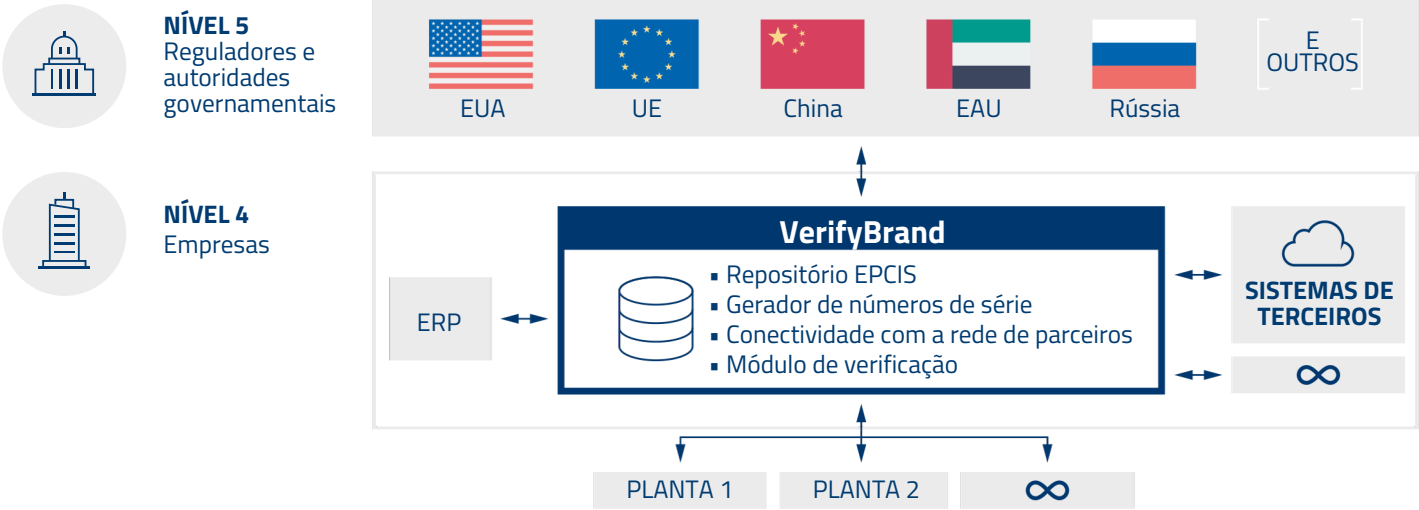 NÍVEL 5
Reguladores e
autoridades
governamentais
EUA
UE
China
EAU
Rússia
E
OUTROS
NÍVEL 4
Empresas
ERP
VerifyBrand
▪ Repositório EPCIS
▪ Gerador de números de série
▪ Conectividade com a rede de parceiros
▪ Módulo de verificação
SISTEMAS DE
TERCEIROS
∞
PLANTA 1
PLANTA 2
∞